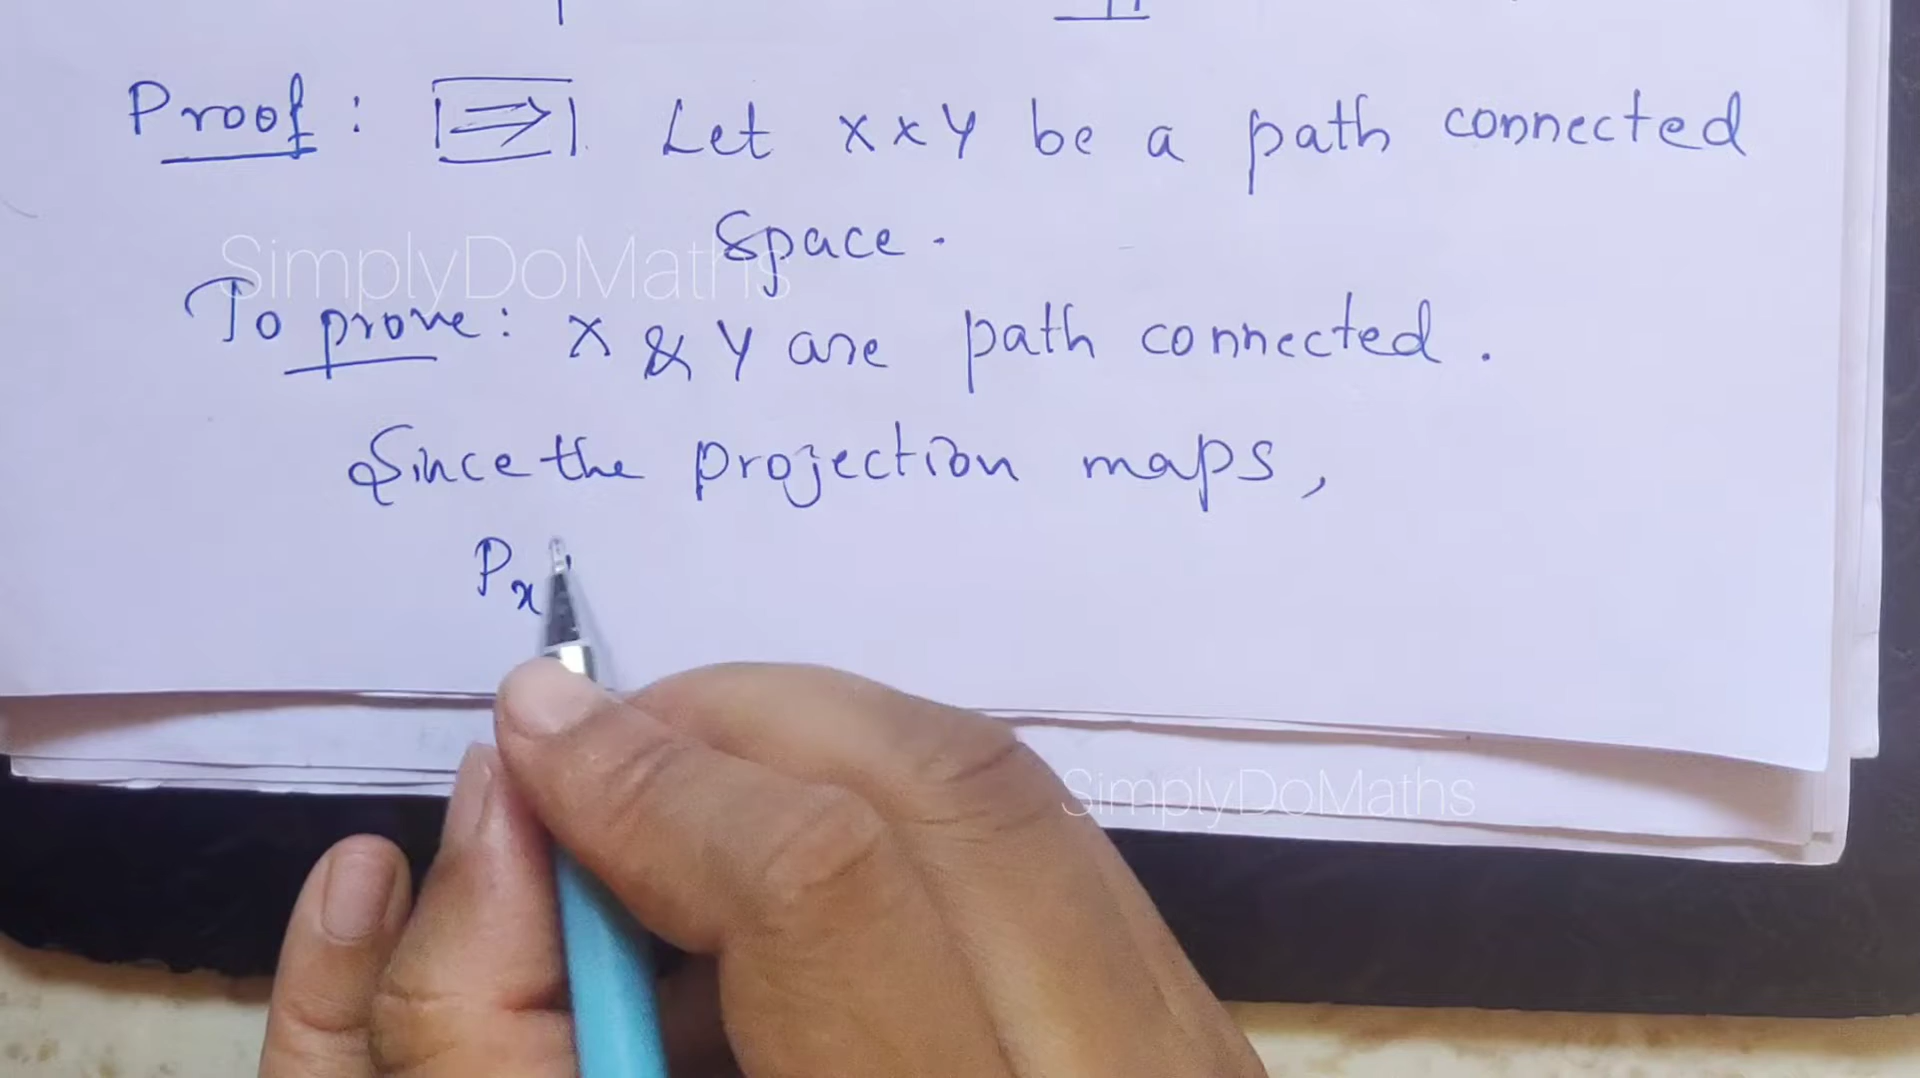 Proof : ⇒ Let X x Y be a path connected
Space.
SimplyDoMaths
To prove : X & Y are path connected.
Since the projection maps,
Px
SimplyDoMaths